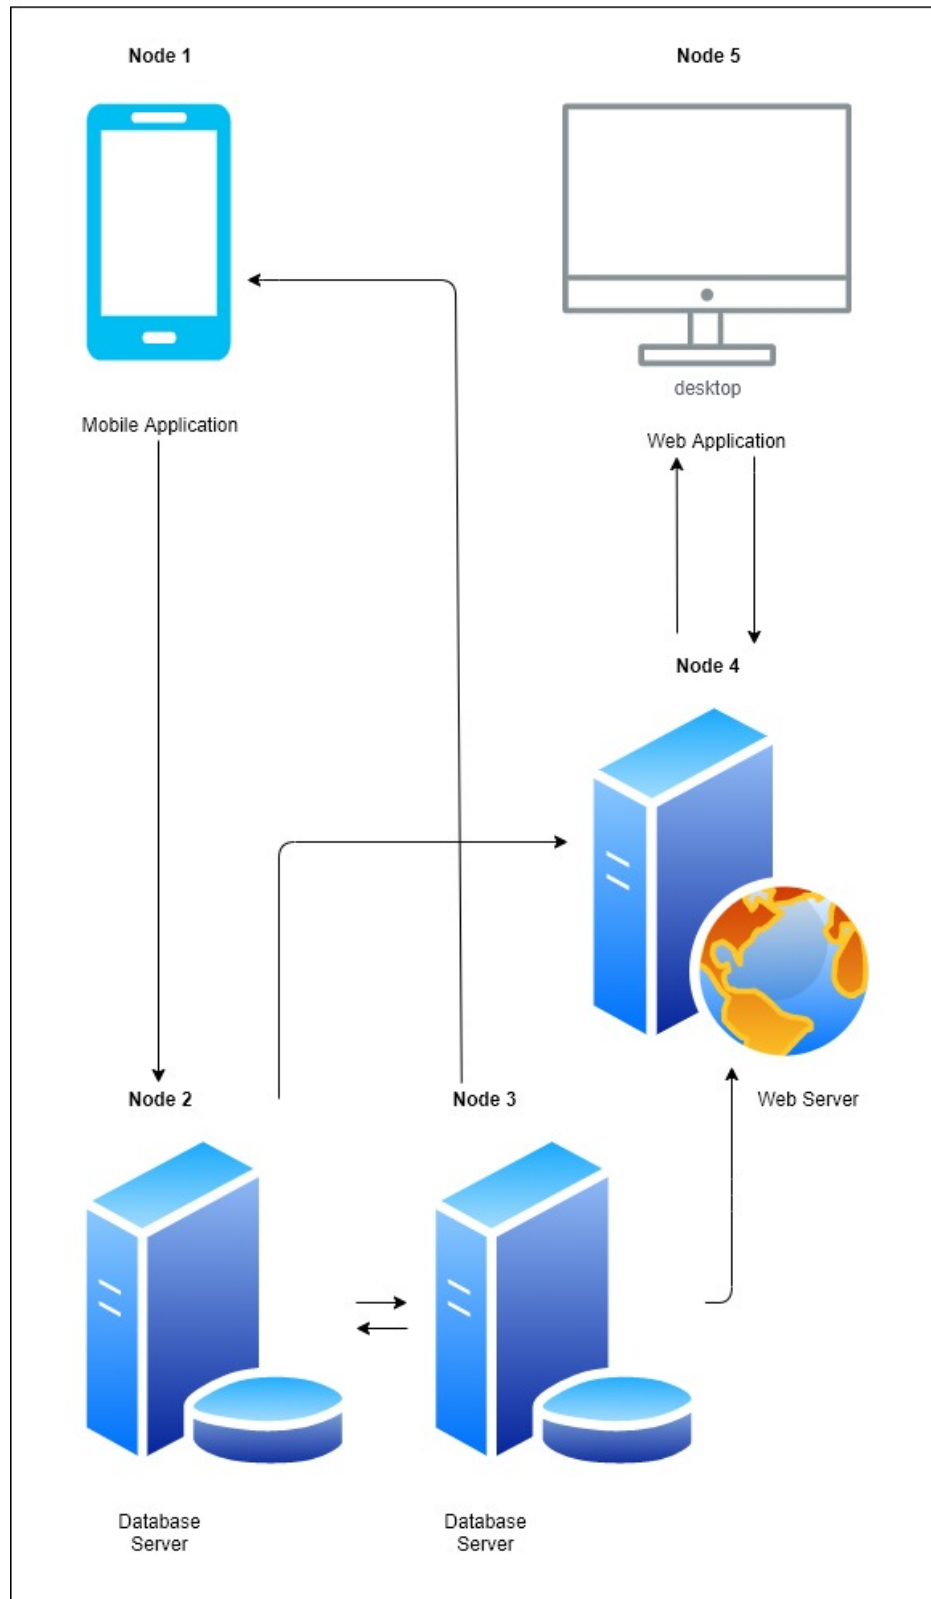 Node 1
Node 5
desktop
Mobile Application
Web Application
Node 4
Node 2
Node 3
Web Server
Database
Server
Database
Server